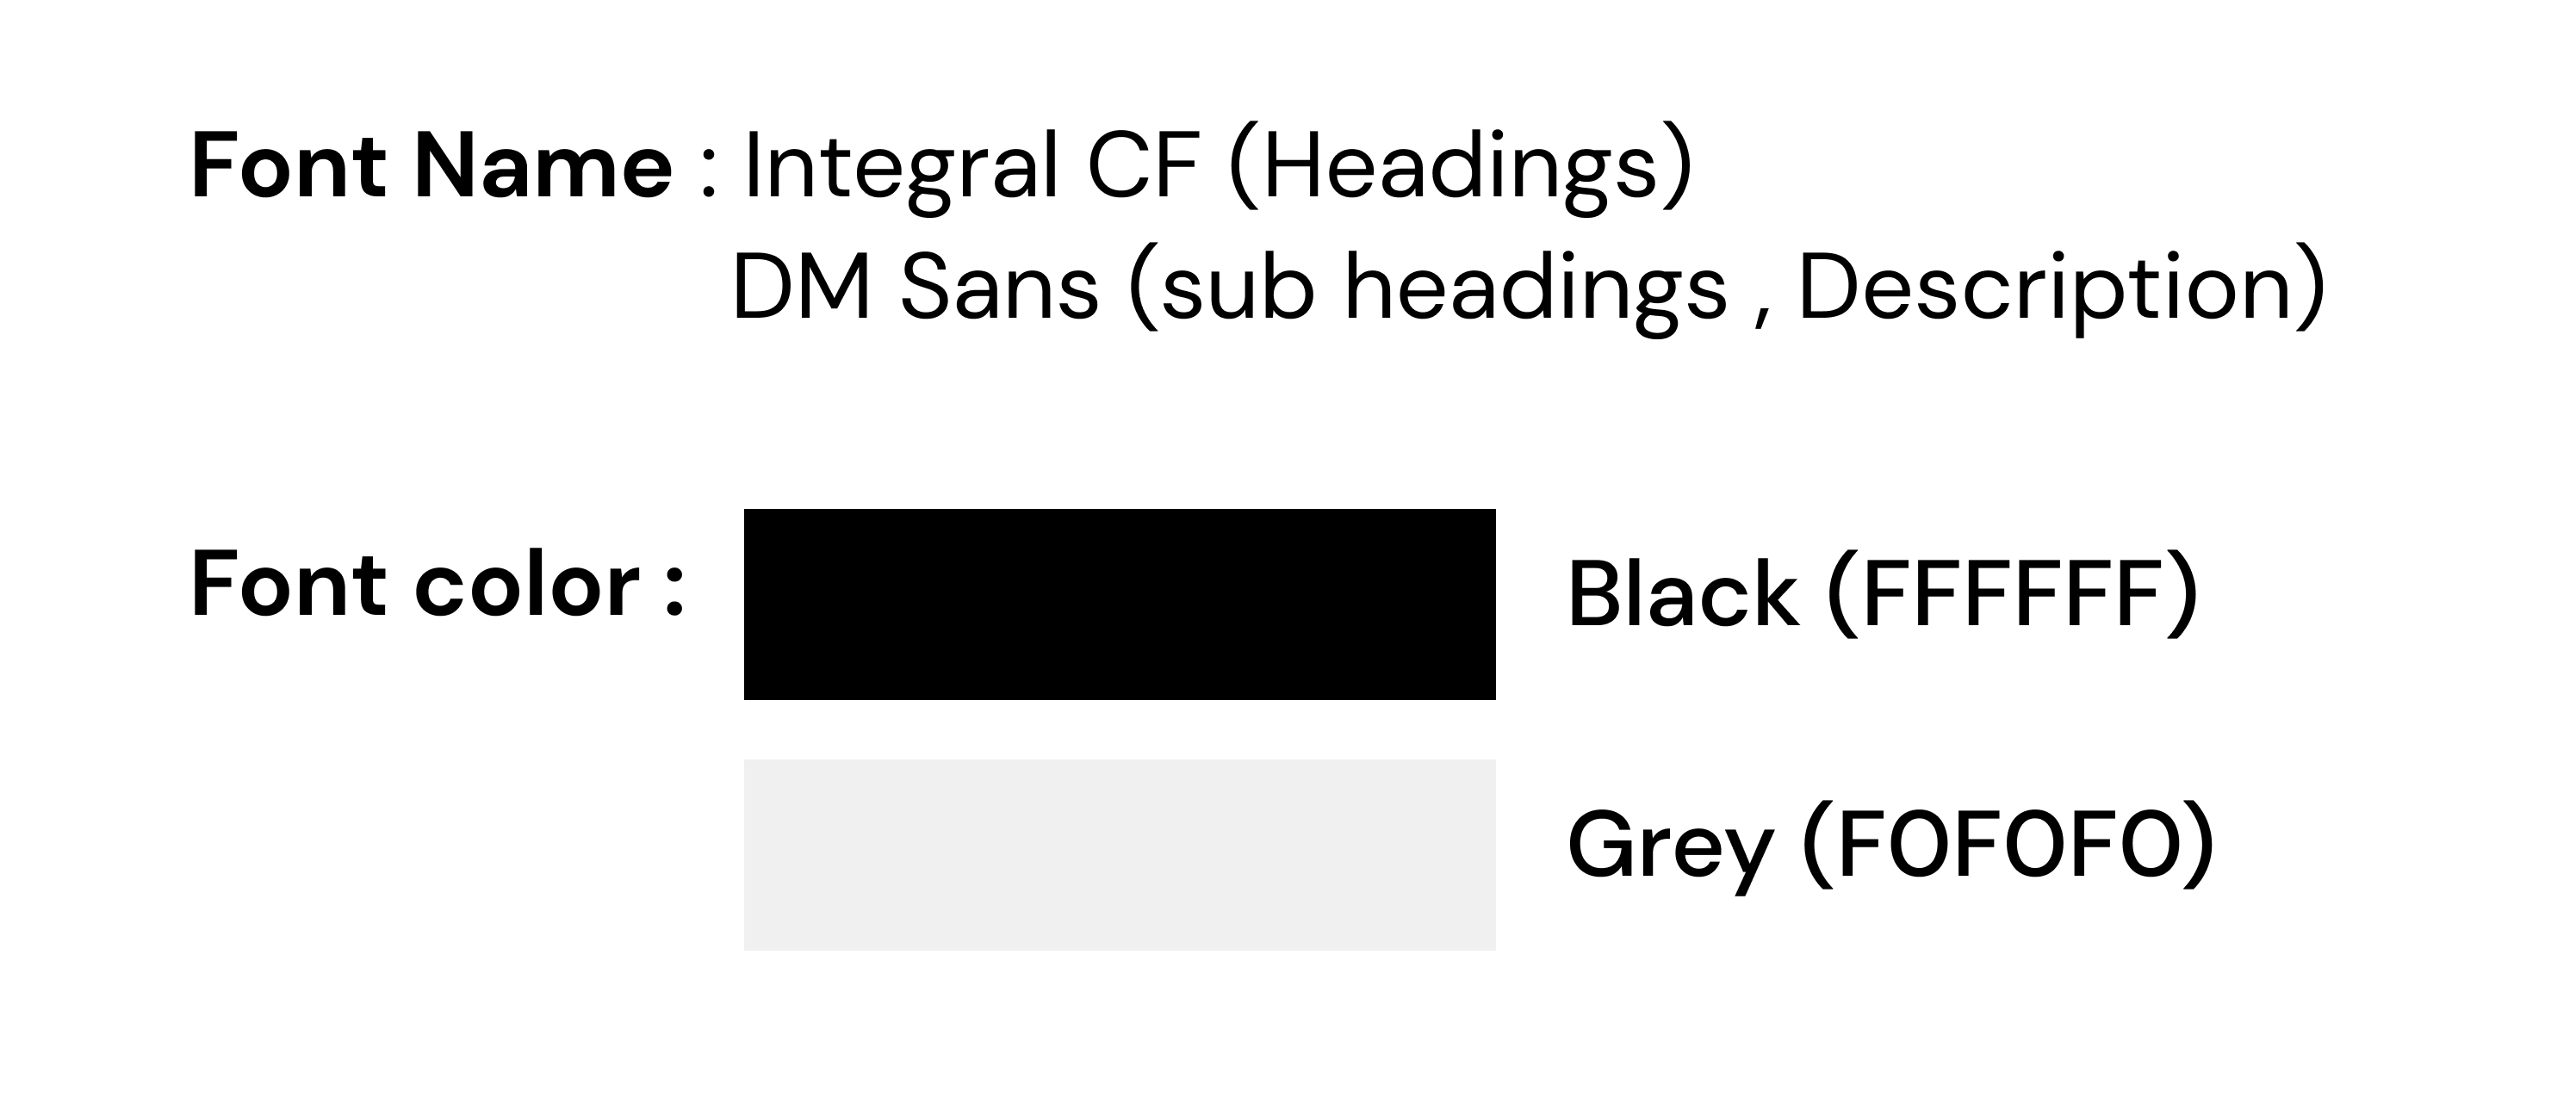 Font Name : Integral CF (Headings)
DM Sans (sub headings , Description)
Font color :
Black (FFFFFF)
Grey (F0F0F0)